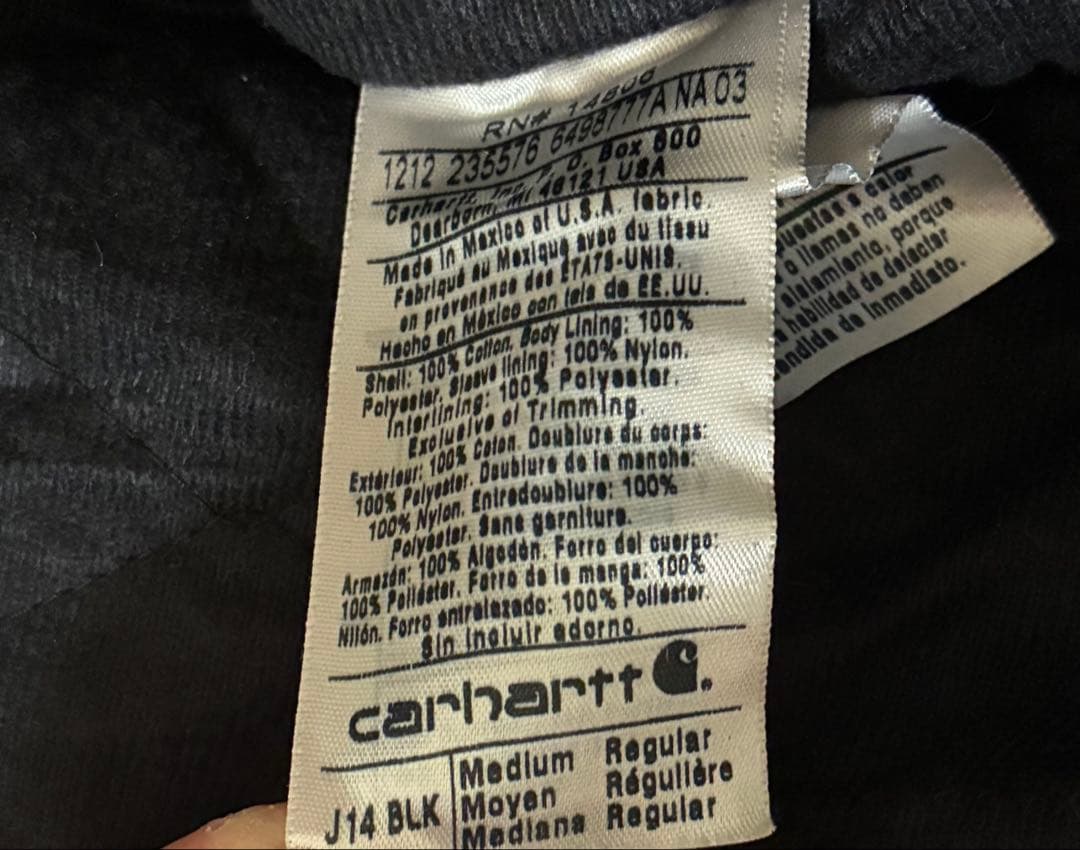 RN# 14806
1212 235576 6498777A NA 03
Carhartt, Inc. P. O. Box 600
Dearborn, MI 48121 USA
Made in Mexico of U.S.A. fabric.
Fabriqué au Mexique avec du tissu
en provenance des ÉTATS-UNIS.
Hecho en México con tela de EE.UU.
Shell: 100% Cotton. Body Lining: 100%
Polyester. Sleeve lining: 100% Nylon.
Interlining: 100% Polyester.
Exclusive of Trimming.
Extérieur: 100% Coton. Doublure du corps:
100% Polyester. Doublure de la manche:
100% Nylon. Entredoublure: 100%
Polyester. Sans garniture.
Armazón: 100% Algodón. Forro del cuerpo:
100% Poliéster. Forro de la manga: 100%
Nilón. Forro entrelazado: 100% Poliéster.
Sin incluir adorno.
carhartt
J14 BLK
Medium Regular
Moyen Régulière
Mediana Regular
a calor
o llamas no deben
aislamiento, porque
habilidad de detectar
de inmediato.